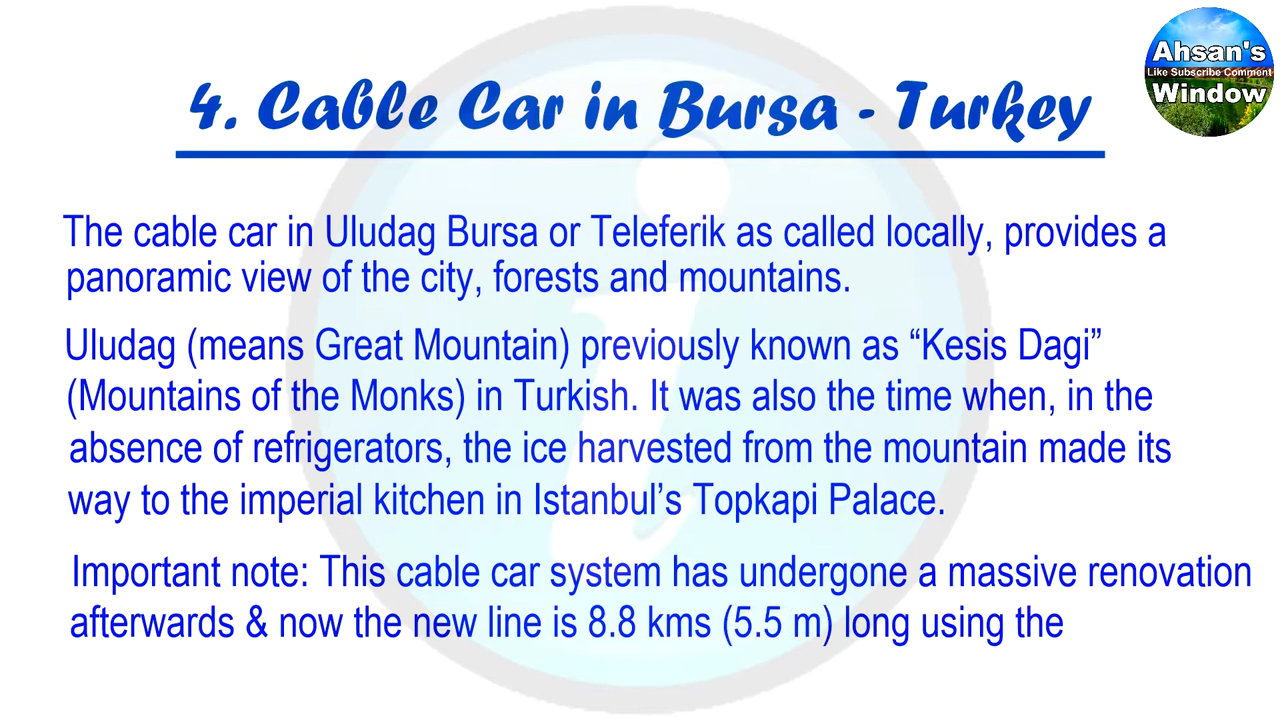 Ahsan's
Like Subscribe Comment
Window
4. Cable Car in Bursa - Turkey
The cable car in Uludag Bursa or Teleferik as called locally, provides a
panoramic view of the city, forests and mountains.
Uludag (means Great Mountain) previously known as “Kesis Dagi”
(Mountains of the Monks) in Turkish. It was also the time when, in the
absence of refrigerators, the ice harvested from the mountain made its
way to the imperial kitchen in Istanbul’s Topkapi Palace.
Important note: This cable car system has undergone a massive renovation
afterwards & now the new line is 8.8 kms (5.5 m) long using the